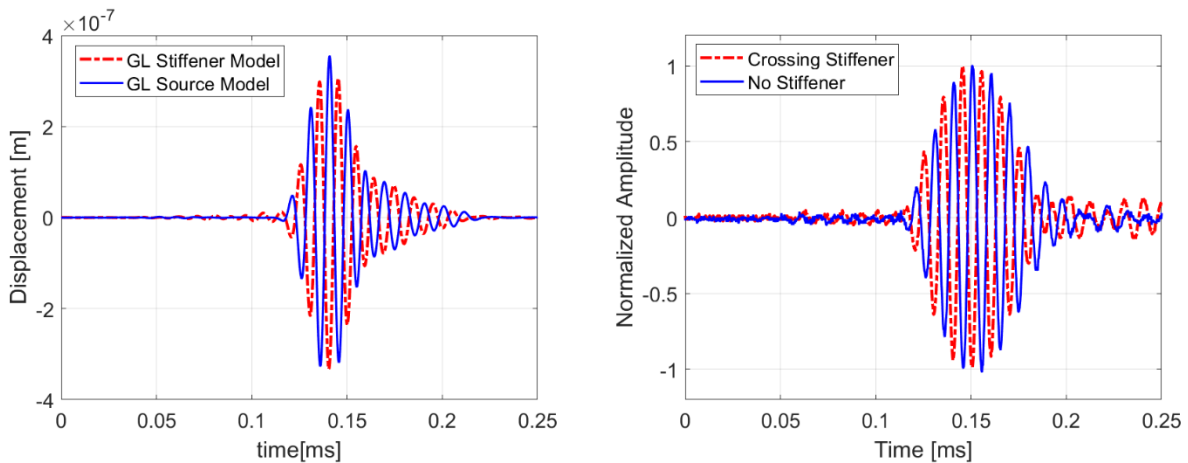 ×10⁻⁷
4
2
0
-2
-4
Displacement [m]
GL Stiffener Model
GL Source Model
0 0.05 0.1 0.15 0.2 0.25
time[ms]
1
0.5
0
-0.5
-1
Normalized Amplitude
Crossing Stiffener
No Stiffener
0 0.05 0.1 0.15 0.2 0.25
Time [ms]